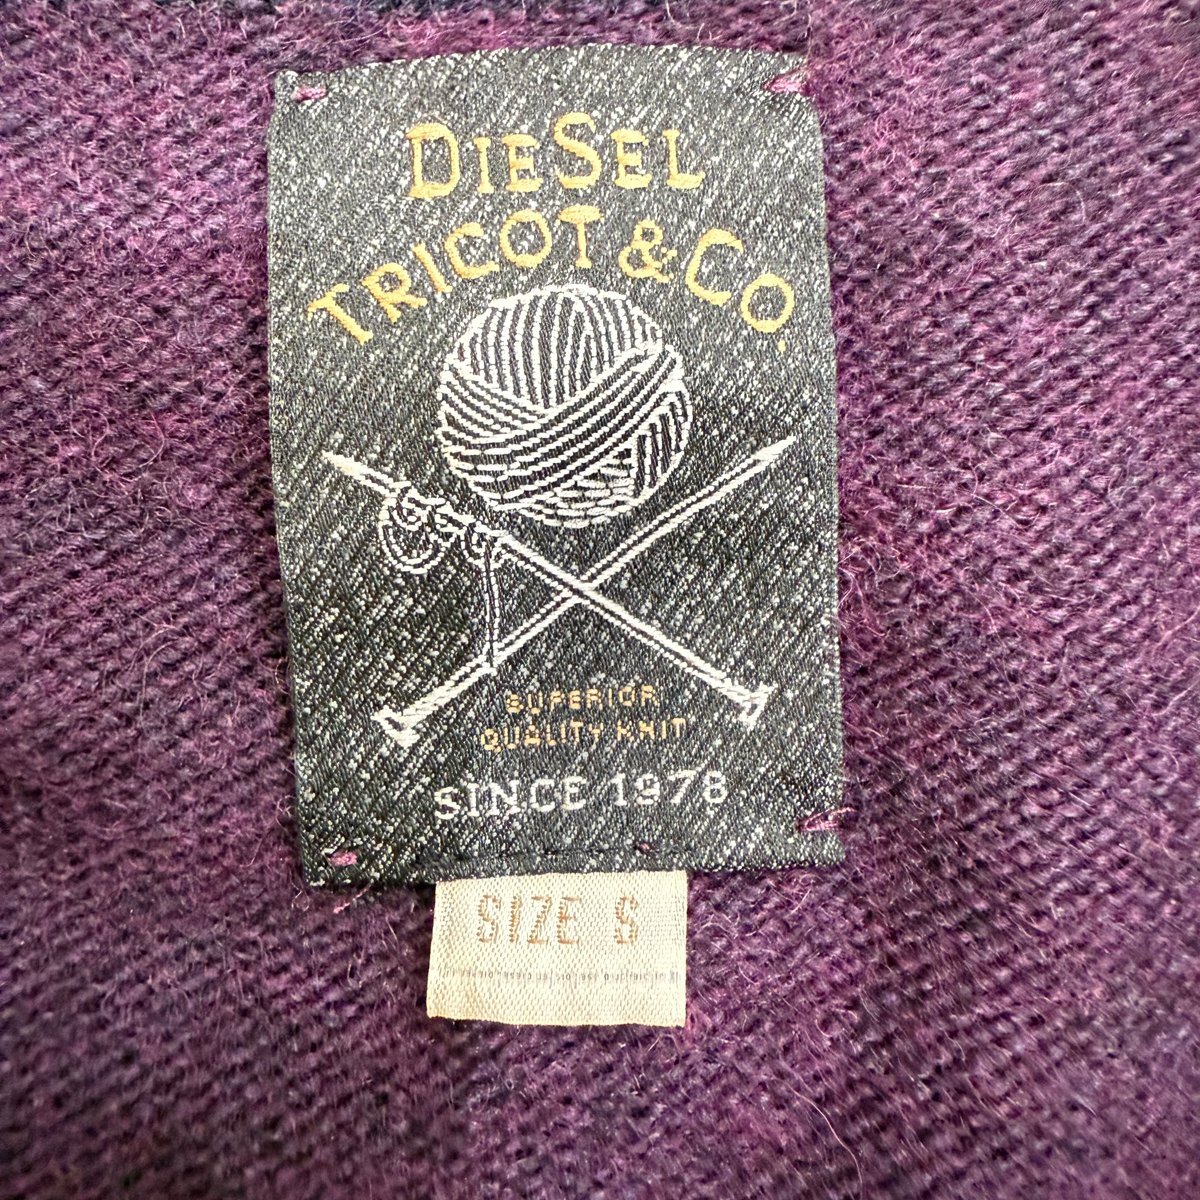 DIESEL
TRICOT & CO.
SUPERIOR
QUALITY KNIT
SINCE 1978
SIZE S